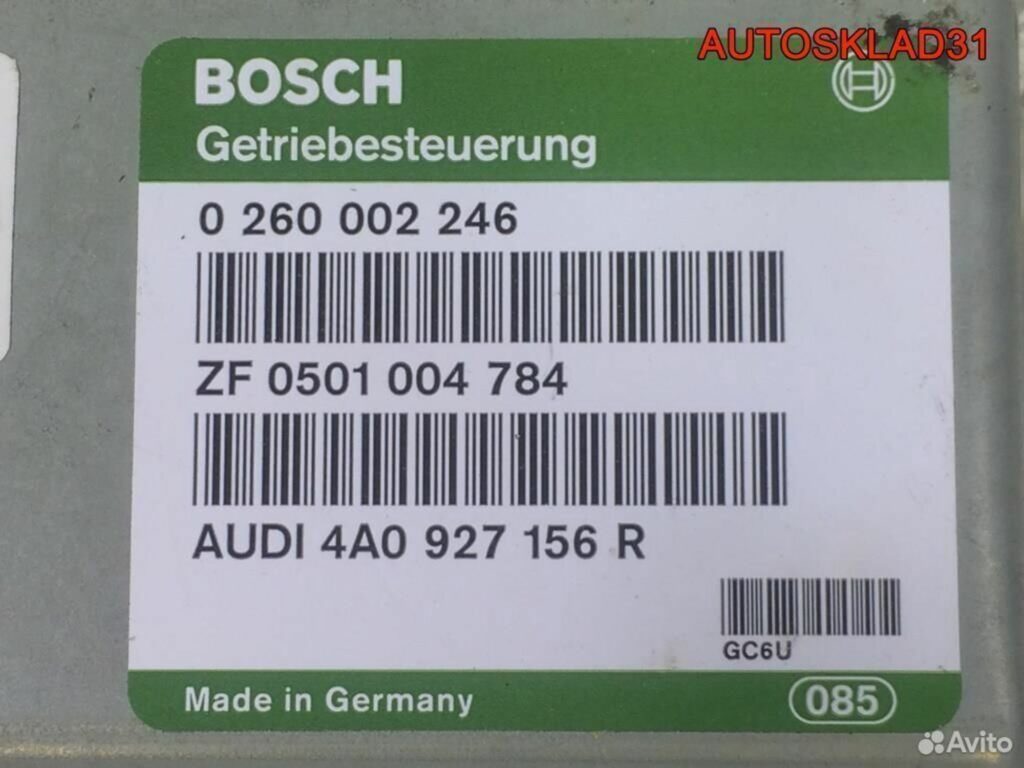 AUTOSKLAD31
BOSCH
Getriebesteuerung
0 260 002 246
ZF 0501 004 784
AUDI 4A0 927 156 R
GC6U
Made in Germany
085
Avito